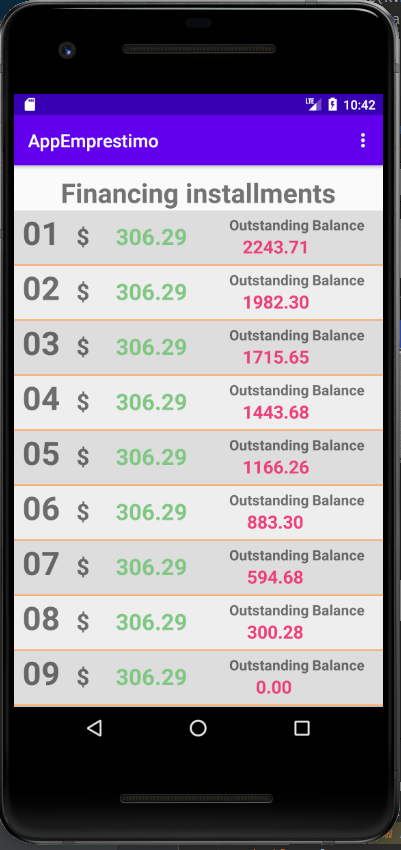 LTE 10:42
AppEmprestimo
Financing installments
01 $ 306.29 Outstanding Balance
2243.71
02 $ 306.29 Outstanding Balance
1982.30
03 $ 306.29 Outstanding Balance
1715.65
04 $ 306.29 Outstanding Balance
1443.68
05 $ 306.29 Outstanding Balance
1166.26
06 $ 306.29 Outstanding Balance
883.30
07 $ 306.29 Outstanding Balance
594.68
08 $ 306.29 Outstanding Balance
300.28
09 $ 306.29 Outstanding Balance
0.00